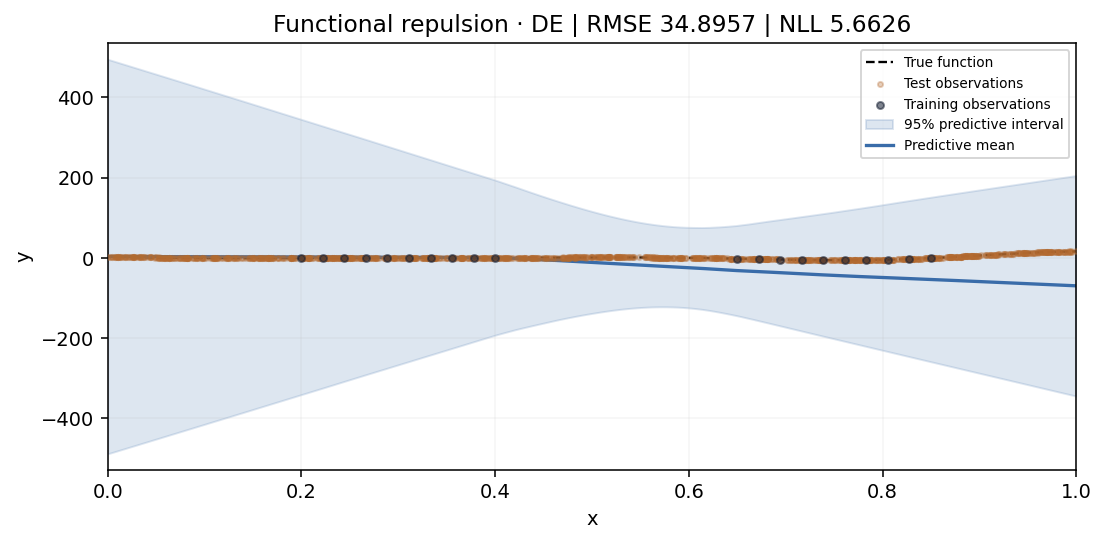 Functional repulsion · DE | RMSE 34.8957 | NLL 5.6626
True function
Test observations
Training observations
95% predictive interval
Predictive mean
400
200
0
−200
−400
y
0.0 0.2 0.4 0.6 0.8 1.0
x